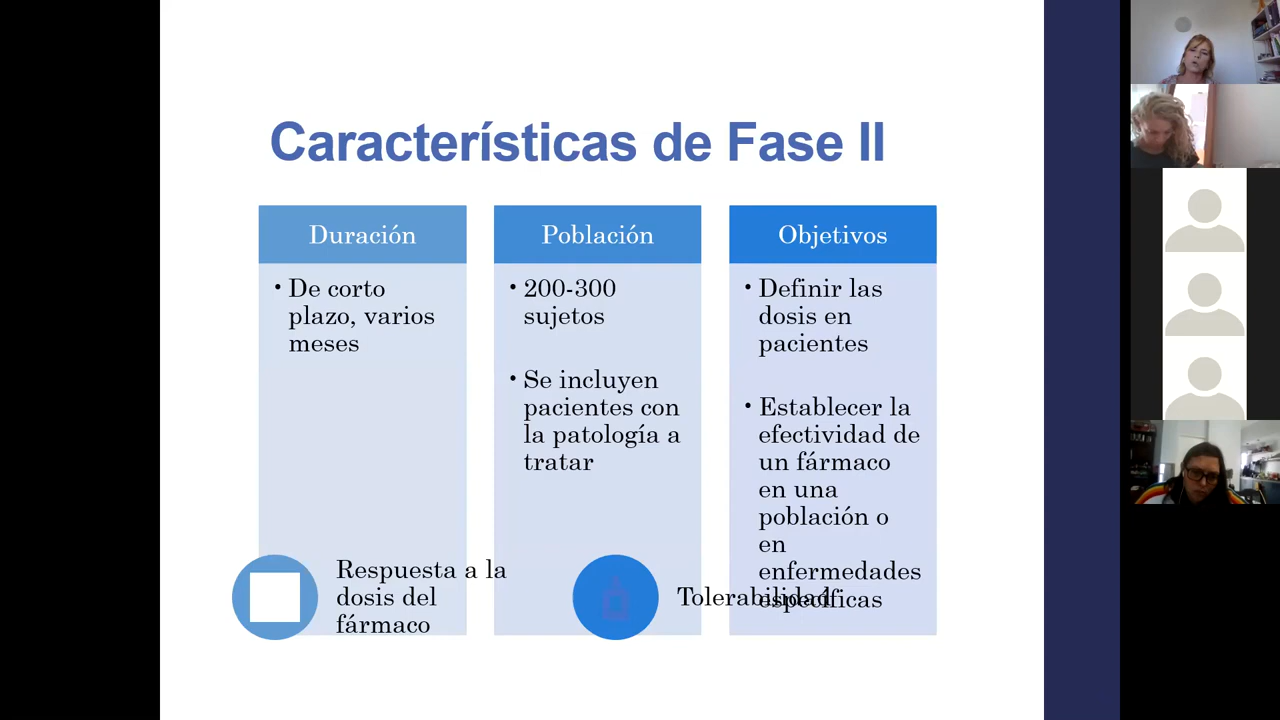 Características de Fase II
Duración
• De corto
plazo, varios
meses
Población
• 200-300
sujetos
• Se incluyen
pacientes con
la patología a
tratar
Objetivos
• Definir las
dosis en
pacientes
• Establecer la
efectividad de
un fármaco
en una
población o
en
enfermedades
específicas
Respuesta a la
dosis del
fármaco
Tolerabilidad